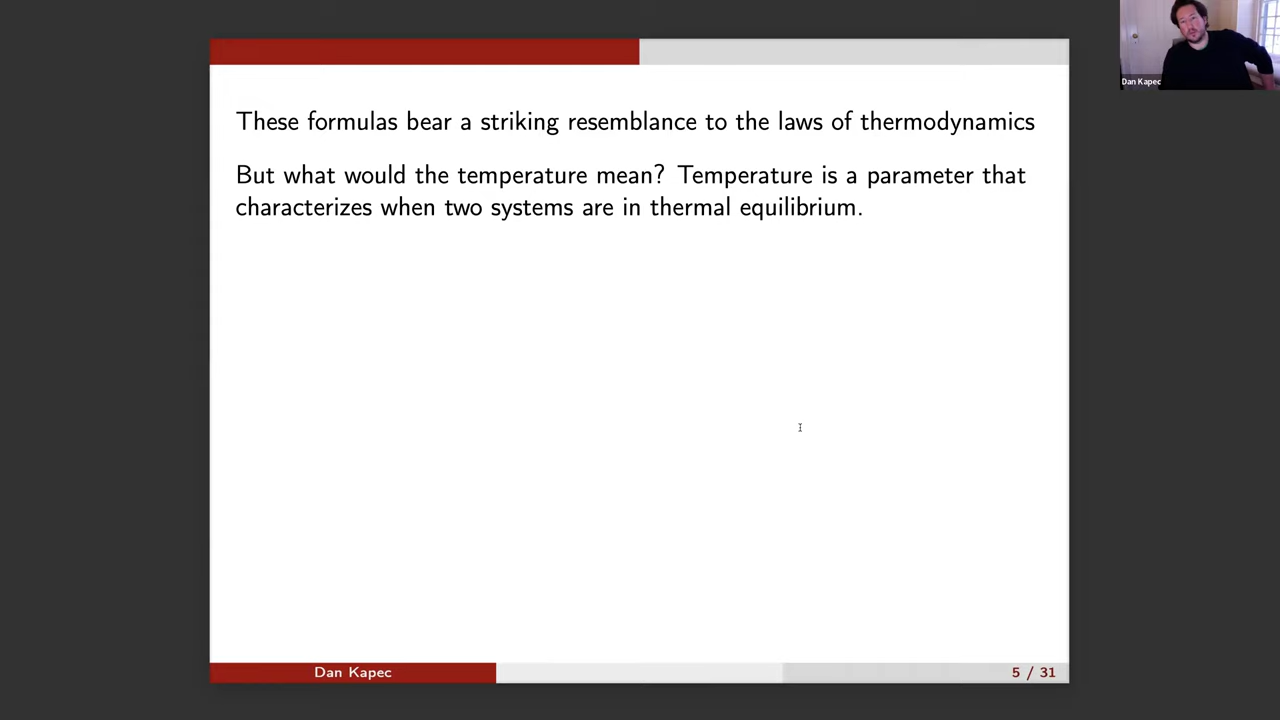 These formulas bear a striking resemblance to the laws of thermodynamics
But what would the temperature mean? Temperature is a parameter that
characterizes when two systems are in thermal equilibrium.
Dan Kapec
5 / 31
Dan Kapec